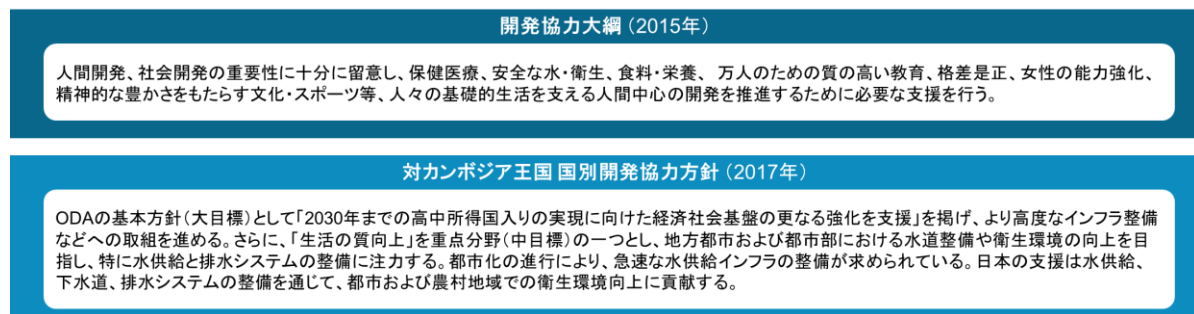 開発協力大綱（2015年）
人間開発、社会開発の重要性に十分に留意し、保健医療、安全な水・衛生、食料・栄養、 万人のための質の高い教育、格差是正、女性の能力強化、
精神的な豊かさをもたらす文化・スポーツ等、人々の基礎的生活を支える人間中心の開発を推進するために必要な支援を行う。
対カンボジア王国 国別開発協力方針（2017年）
ODAの基本方針（大目標）として「2030年までの高中所得国入りの実現に向けた経済社会基盤の更なる強化を支援」を掲げ、より高度なインフラ整備
などへの取組を進める。さらに、「生活の質向上」を重点分野（中目標）の一つとし、地方都市および都市部における水道整備や衛生環境の向上を目
指し、特に水供給と排水システムの整備に注力する。都市化の進行により、急速な水供給インフラの整備が求められている。日本の支援は水供給、
下水道、排水システムの整備を通じて、都市および農村地域での衛生環境向上に貢献する。